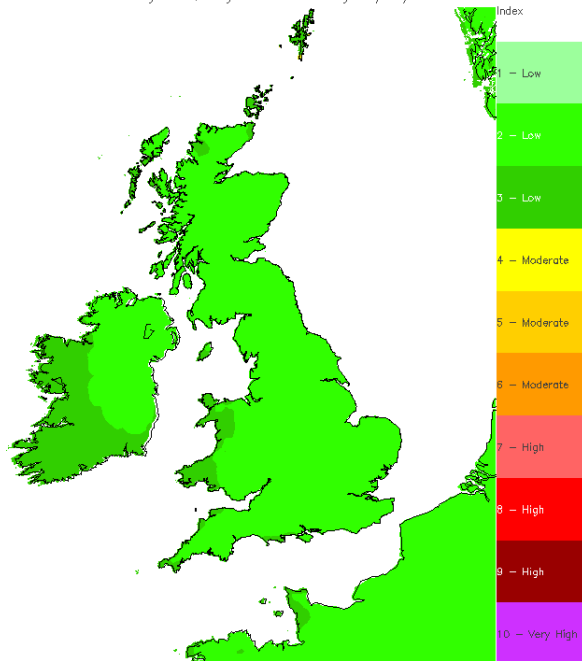 Index
1 - Low
2 - Low
3 - Low
4 - Moderate
5 - Moderate
6 - Moderate
7 - High
8 - High
9 - High
10 - Very High